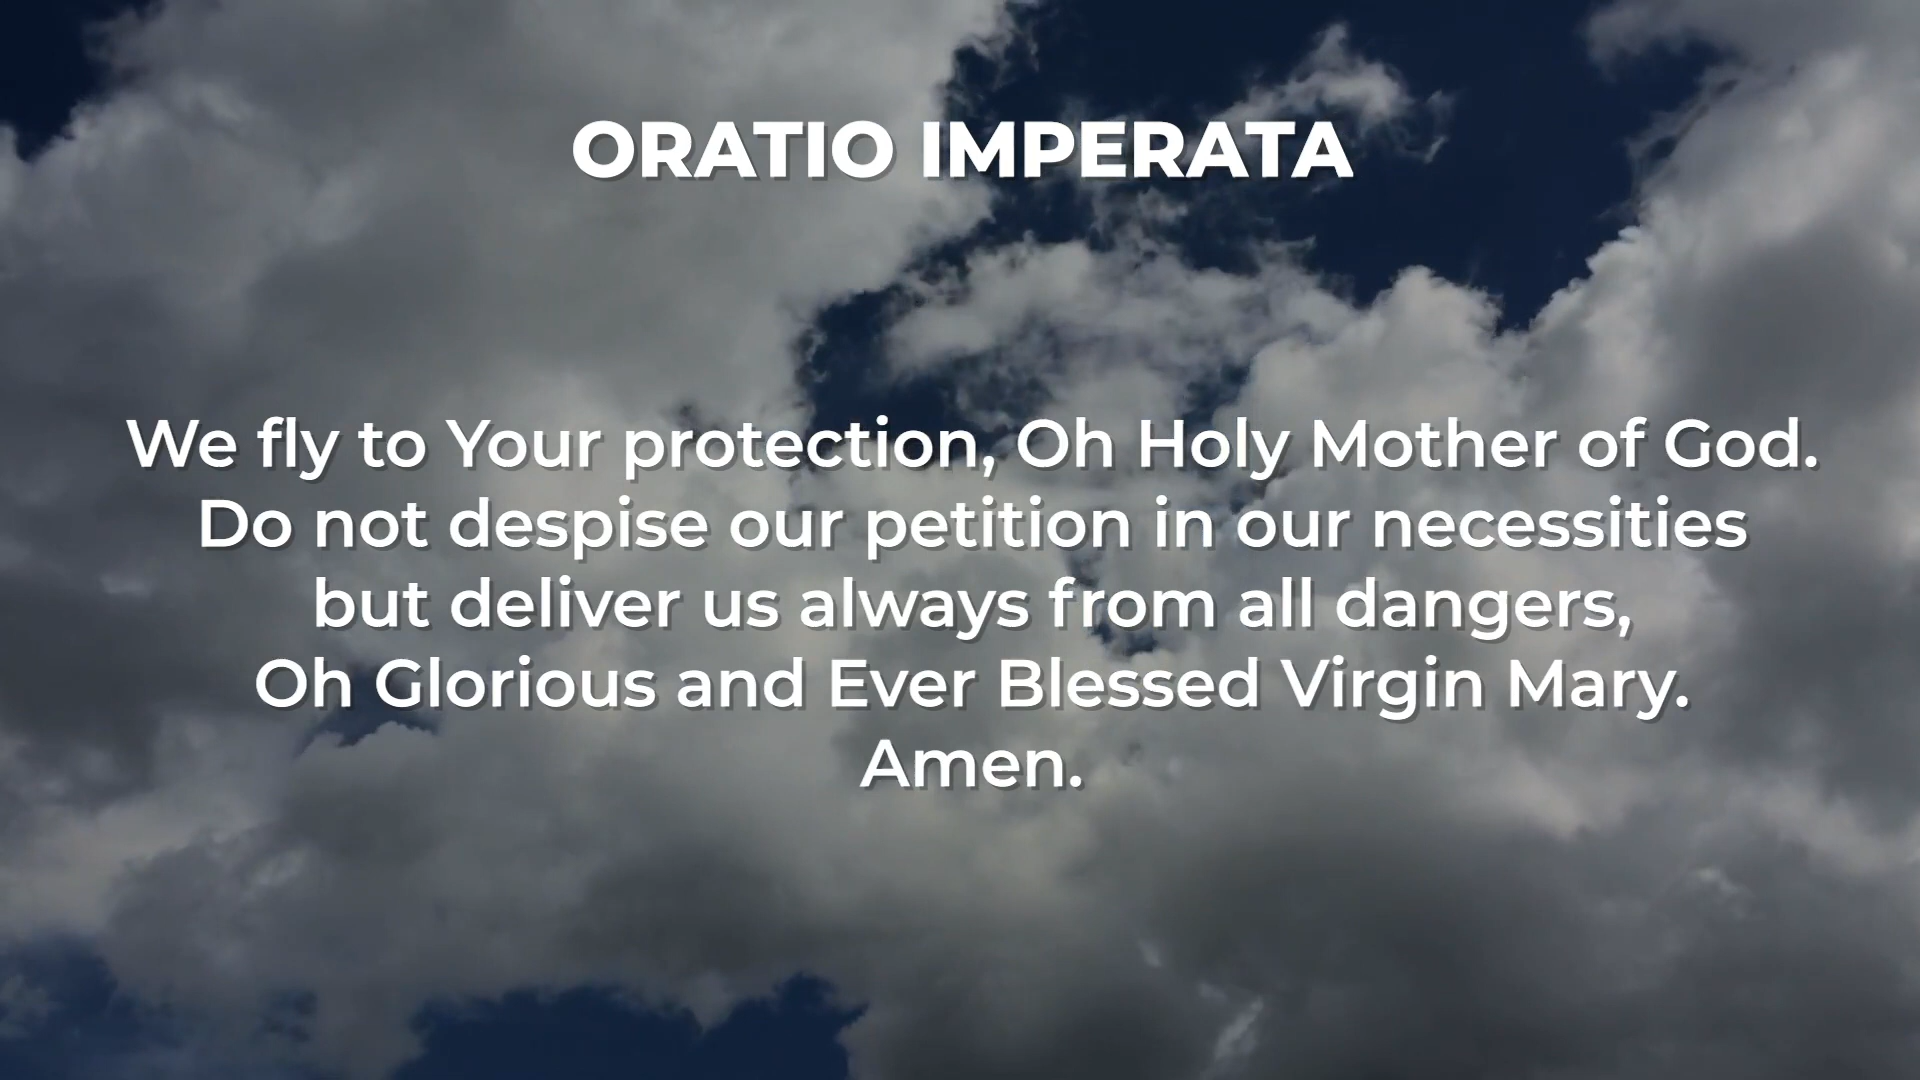 ORATIO IMPERATA
We fly to Your protection, Oh Holy Mother of God.
Do not despise our petition in our necessities
but deliver us always from all dangers,
Oh Glorious and Ever Blessed Virgin Mary.
Amen.